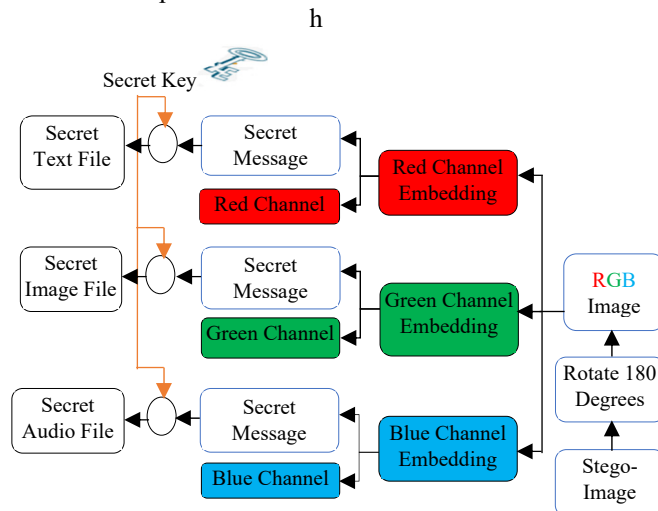 h
Secret Key
Secret
Text File
Secret
Message
Red Channel
Embedding
Red Channel
Secret
Image File
Secret
Message
Green Channel
Embedding
Green Channel
RGB
Image
Rotate 180
Degrees
Secret
Audio File
Secret
Message
Blue Channel
Embedding
Blue Channel
Stego-
Image